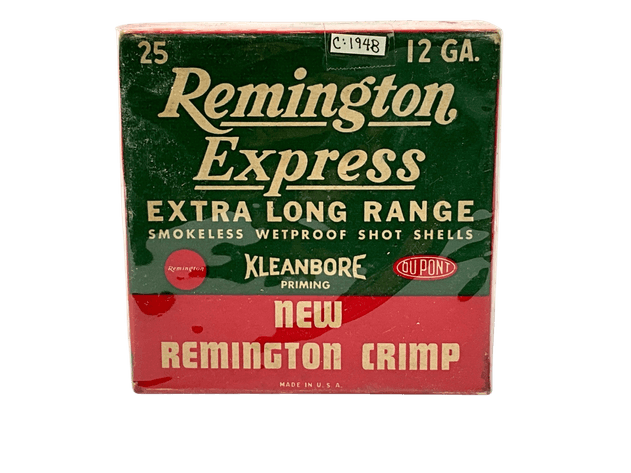 C:1948
25 12 GA.
Remington
Express
EXTRA LONG RANGE
SMOKELESS WETPROOF SHOT SHELLS
Remington KLEANBORE DU PONT
PRIMING
NEW
REMINGTON CRIMP
MADE IN U.S.A.